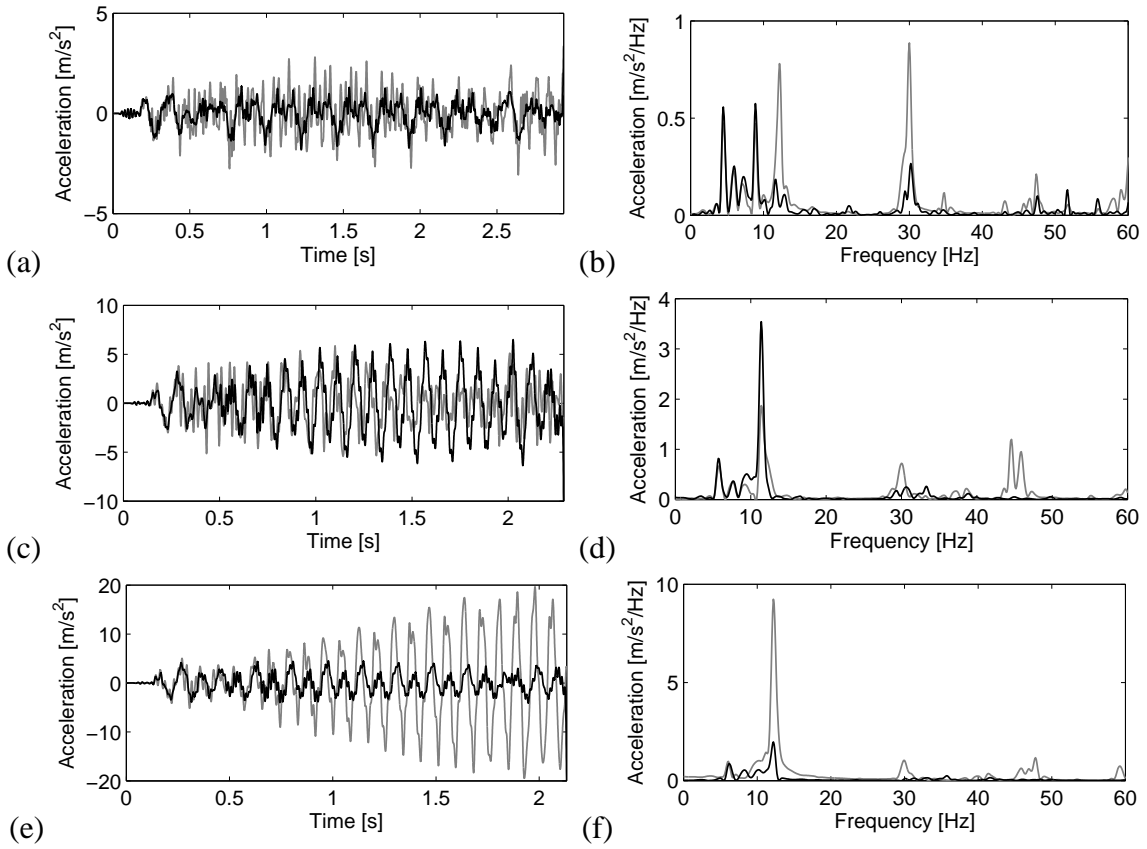 5
0
−5
0 0.5 1 1.5 2 2.5
Acceleration [m/s²]
Time [s]
(a)
1
0.5
0
0 10 20 30 40 50 60
Acceleration [m/s²/Hz]
Frequency [Hz]
(b)
10
5
0
−5
−10
0 0.5 1 1.5 2
Acceleration [m/s²]
Time [s]
(c)
4
3
2
1
0
0 10 20 30 40 50 60
Acceleration [m/s²/Hz]
Frequency [Hz]
(d)
20
10
0
−10
−20
0 0.5 1 1.5 2
Acceleration [m/s²]
Time [s]
(e)
10
5
0
0 10 20 30 40 50 60
Acceleration [m/s²/Hz]
Frequency [Hz]
(f)